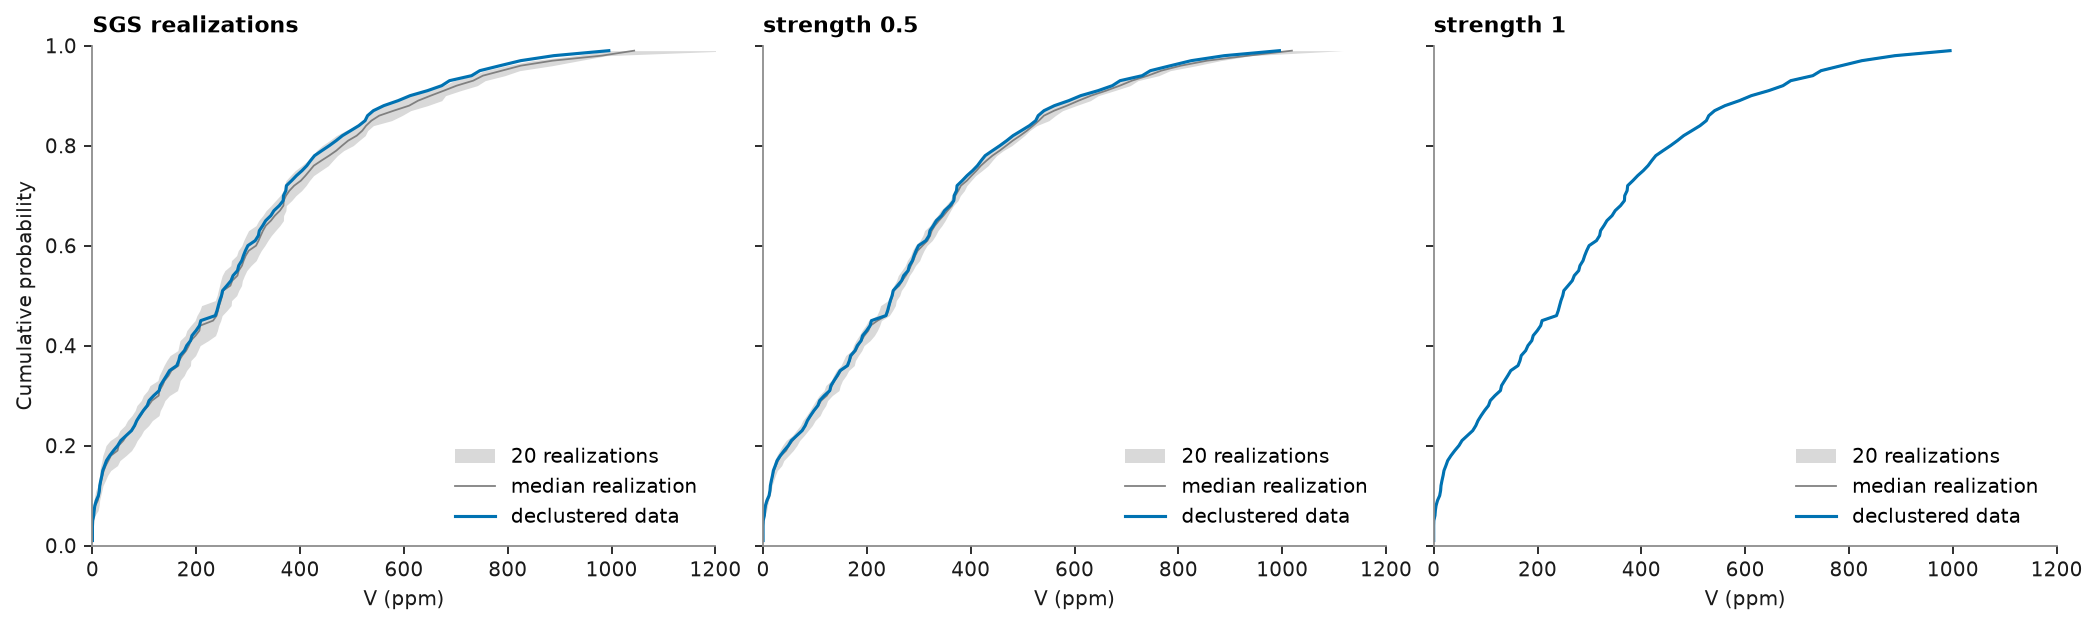 SGS realizations
Cumulative probability
1.0
0.8
0.6
0.4
0.2
0.0
0 200 400 600 800 1000 1200
V (ppm)
20 realizations
median realization
declustered data
strength 0.5
0 200 400 600 800 1000 1200
V (ppm)
20 realizations
median realization
declustered data
strength 1
0 200 400 600 800 1000 1200
V (ppm)
20 realizations
median realization
declustered data